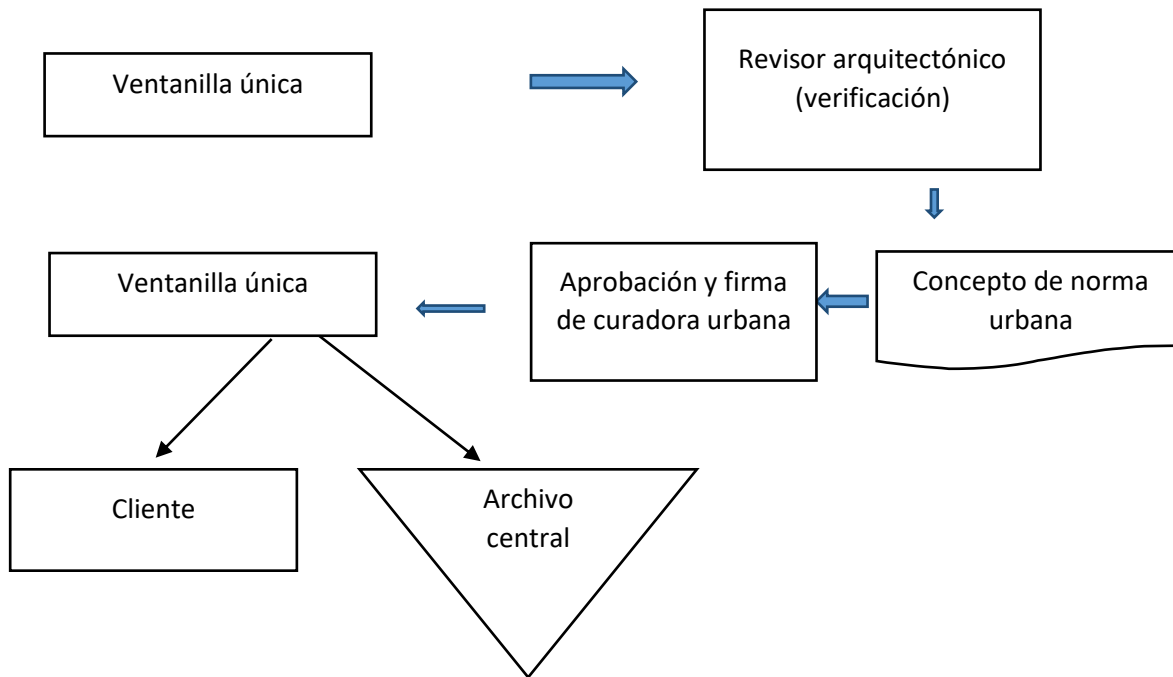 Ventanilla única
Revisor arquitectónico
(verificación)
Ventanilla única
Aprobación y firma
de curadora urbana
Concepto de norma
urbana
Cliente
Archivo
central